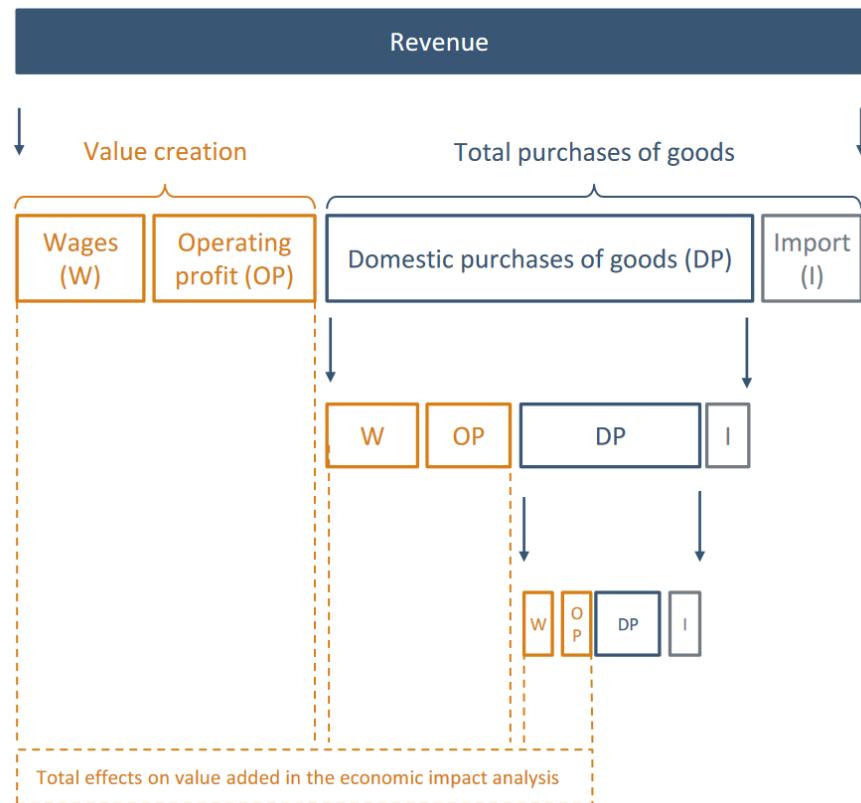 Revenue
Value creation
Total purchases of goods
Wages
(W)
Operating
profit (OP)
Domestic purchases of goods (DP)
Import
(I)
W
OP
DP
I
W
O
P
DP
I
Total effects on value added in the economic impact analysis